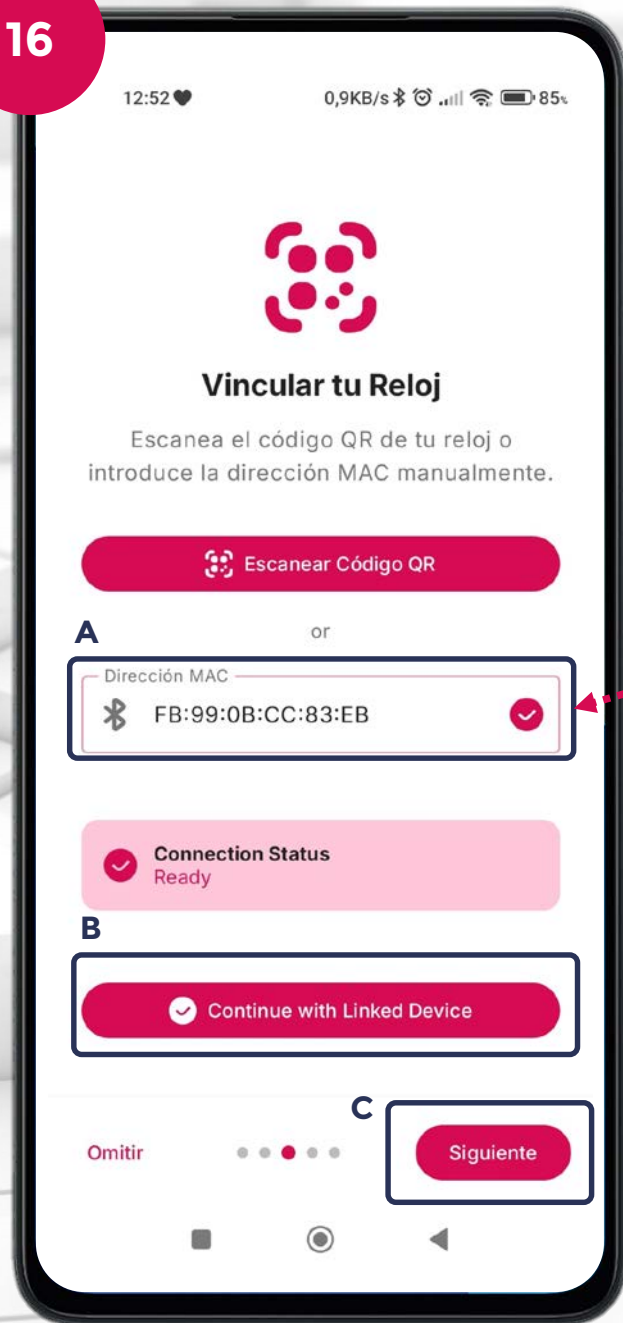 16
12:52
0,9KB/s 85%
Vincular tu Reloj
Escanea el código QR de tu reloj o
introduce la dirección MAC manualmente.
Escanear Código QR
A
or
Dirección MAC
FB:99:0B:CC:83:EB
Connection Status
Ready
B
Continue with Linked Device
C
Omitir
Siguiente